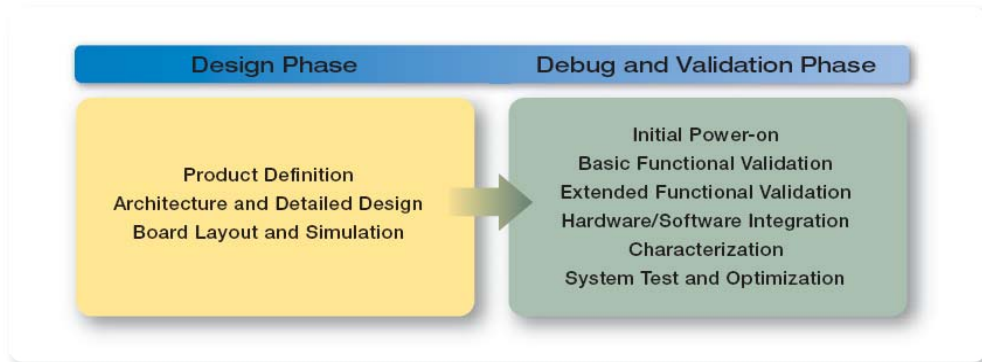 Design Phase
Debug and Validation Phase
Product Definition
Architecture and Detailed Design
Board Layout and Simulation
Initial Power-on
Basic Functional Validation
Extended Functional Validation
Hardware/Software Integration
Characterization
System Test and Optimization